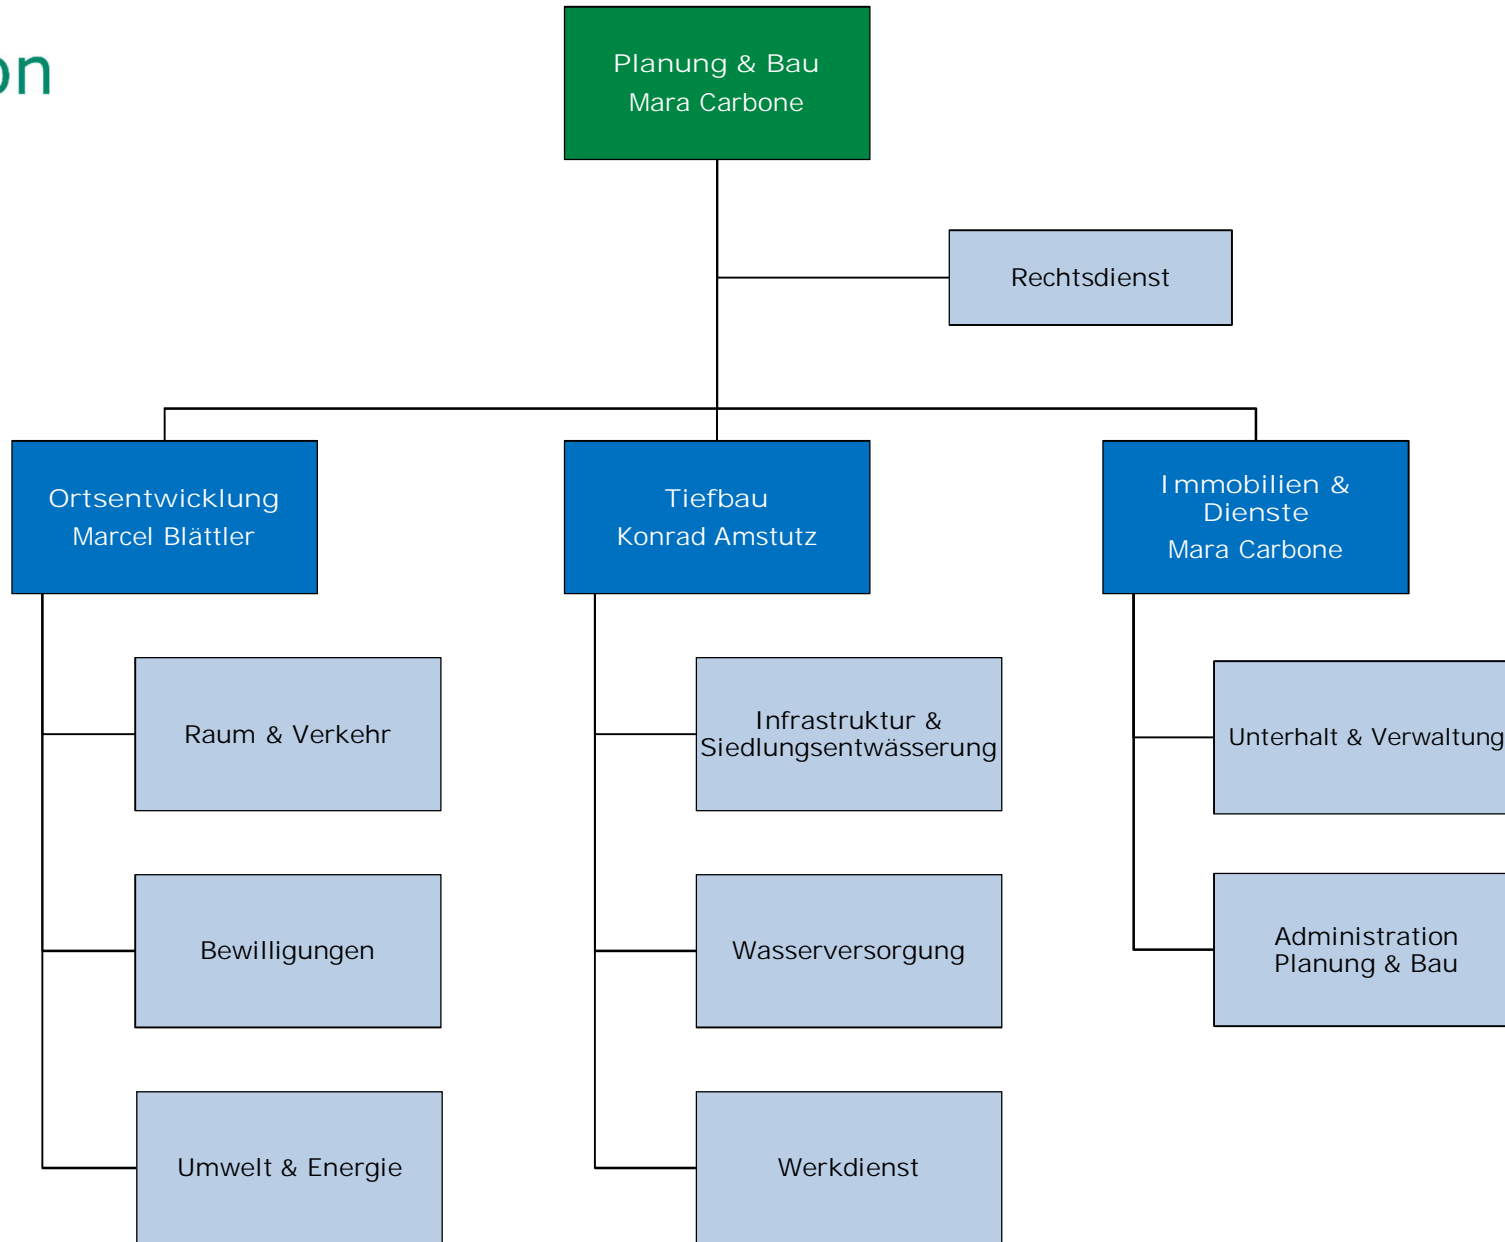 on
Planung & Bau
Mara Carbone
Rechtsdienst
Ortsentwicklung
Marcel Blättler
Tiefbau
Konrad Amstutz
Immobilien &
Dienste
Mara Carbone
Raum & Verkehr
Infrastruktur &
Siedlungsentwässerung
Unterhalt & Verwaltung
Bewilligungen
Wasserversorgung
Administration
Planung & Bau
Umwelt & Energie
Werkdienst